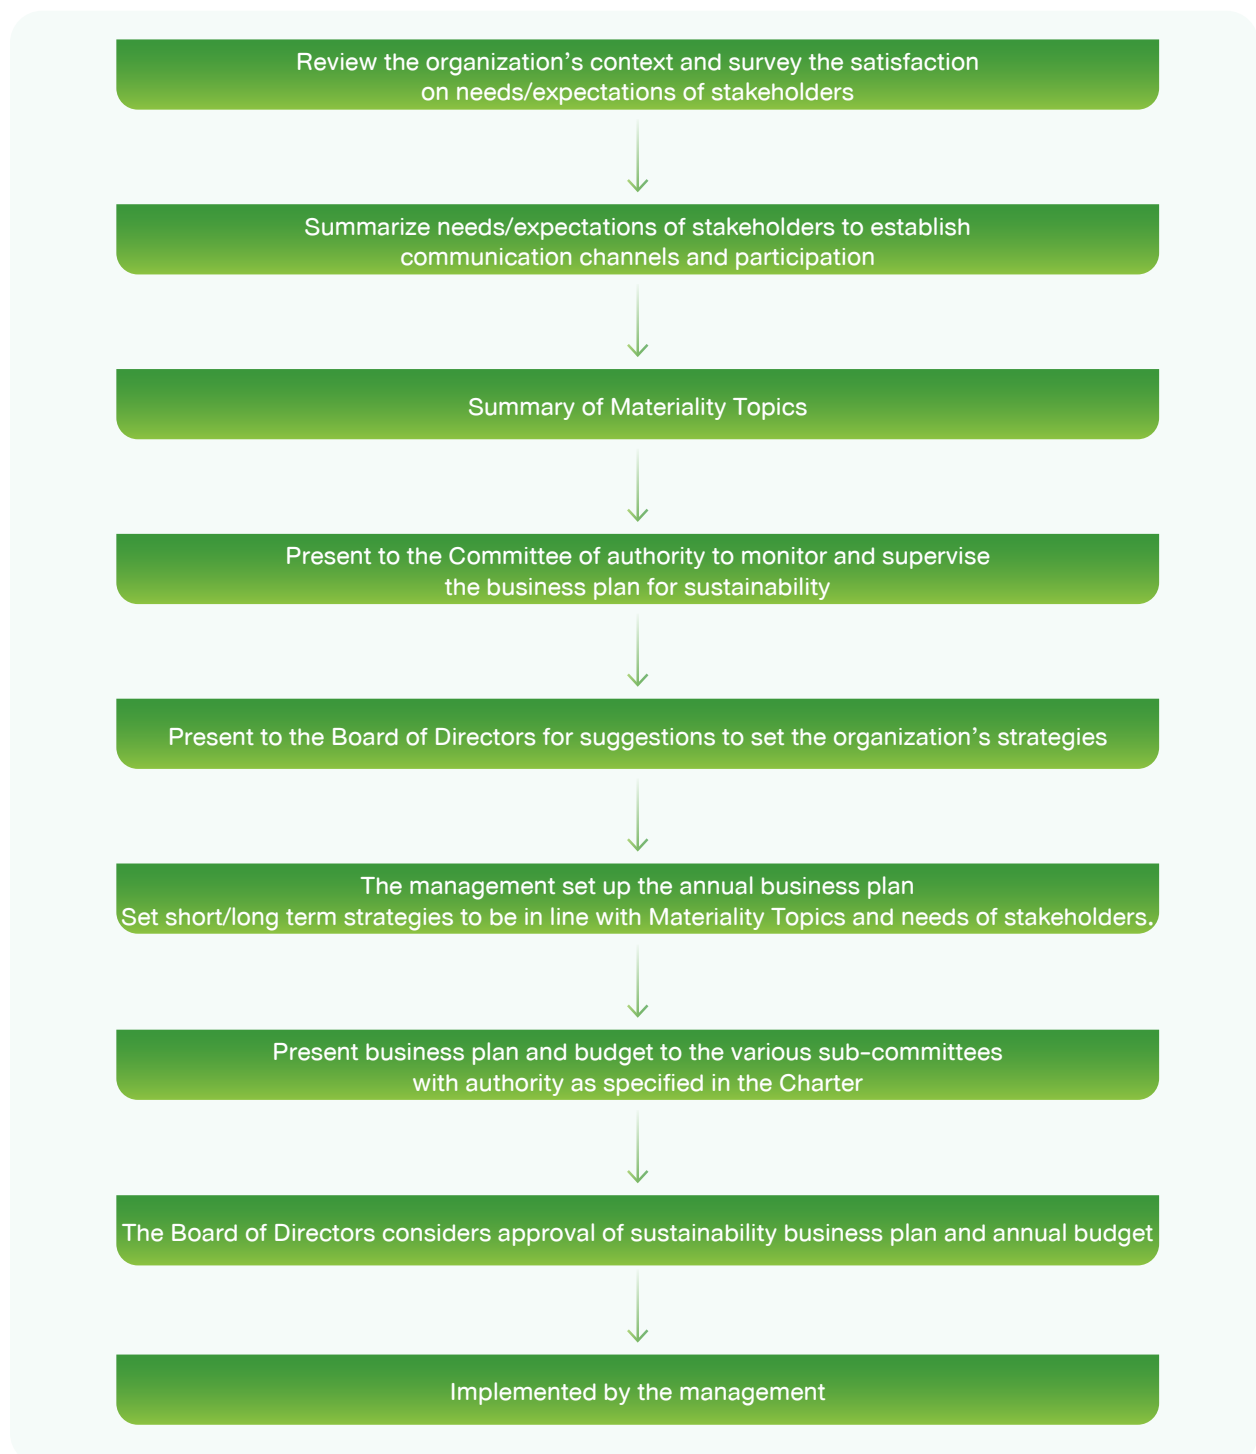 Review the organization’s context and survey the satisfaction
on needs/expectations of stakeholders
Summarize needs/expectations of stakeholders to establish
communication channels and participation
Summary of Materiality Topics
Present to the Committee of authority to monitor and supervise
the business plan for sustainability
Present to the Board of Directors for suggestions to set the organization’s strategies
The management set up the annual business plan
Set short/long term strategies to be in line with Materiality Topics and needs of stakeholders.
Present business plan and budget to the various sub-committees
with authority as specified in the Charter
The Board of Directors considers approval of sustainability business plan and annual budget
Implemented by the management